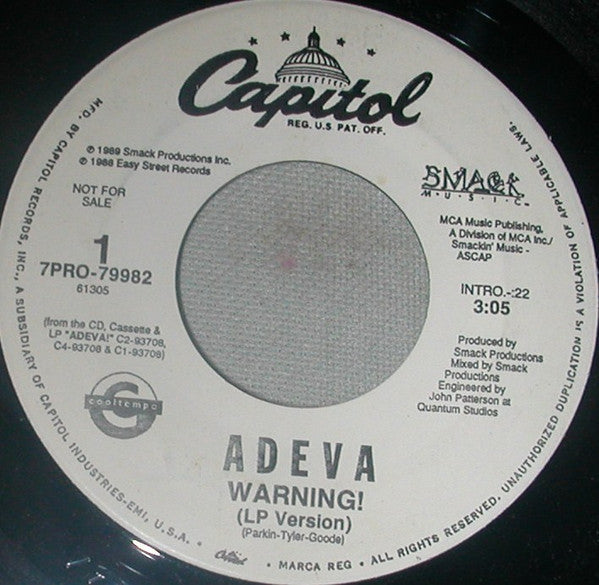 Capitol
REG. U.S. PAT. OFF.
℗ 1989 Smack Productions Inc.
℗ 1988 Easy Street Records
NOT FOR
SALE
1
7PRO-79982
61305
(from the CD, Cassette &
LP "ADEVA!" C2-93708,
C4-93708 & C1-93708)
cooltempo
SMACK
M·U·S·I·C
MCA Music Publishing,
A Division of MCA Inc./
Smackin' Music -
ASCAP
INTRO.-:22
3:05
Produced by
Smack Productions
Mixed by Smack
Productions
Engineered by
John Patterson at
Quantum Studios
ADEVA
WARNING!
(LP Version)
(Parkin-Tyler-Goode)
MFD. BY CAPITOL RECORDS, INC., A SUBSIDIARY OF CAPITOL INDUSTRIES-EMI, U.S.A. • Capitol • MARCA REG • ALL RIGHTS RESERVED. UNAUTHORIZED DUPLICATION IS A VIOLATION OF APPLICABLE LAWS.